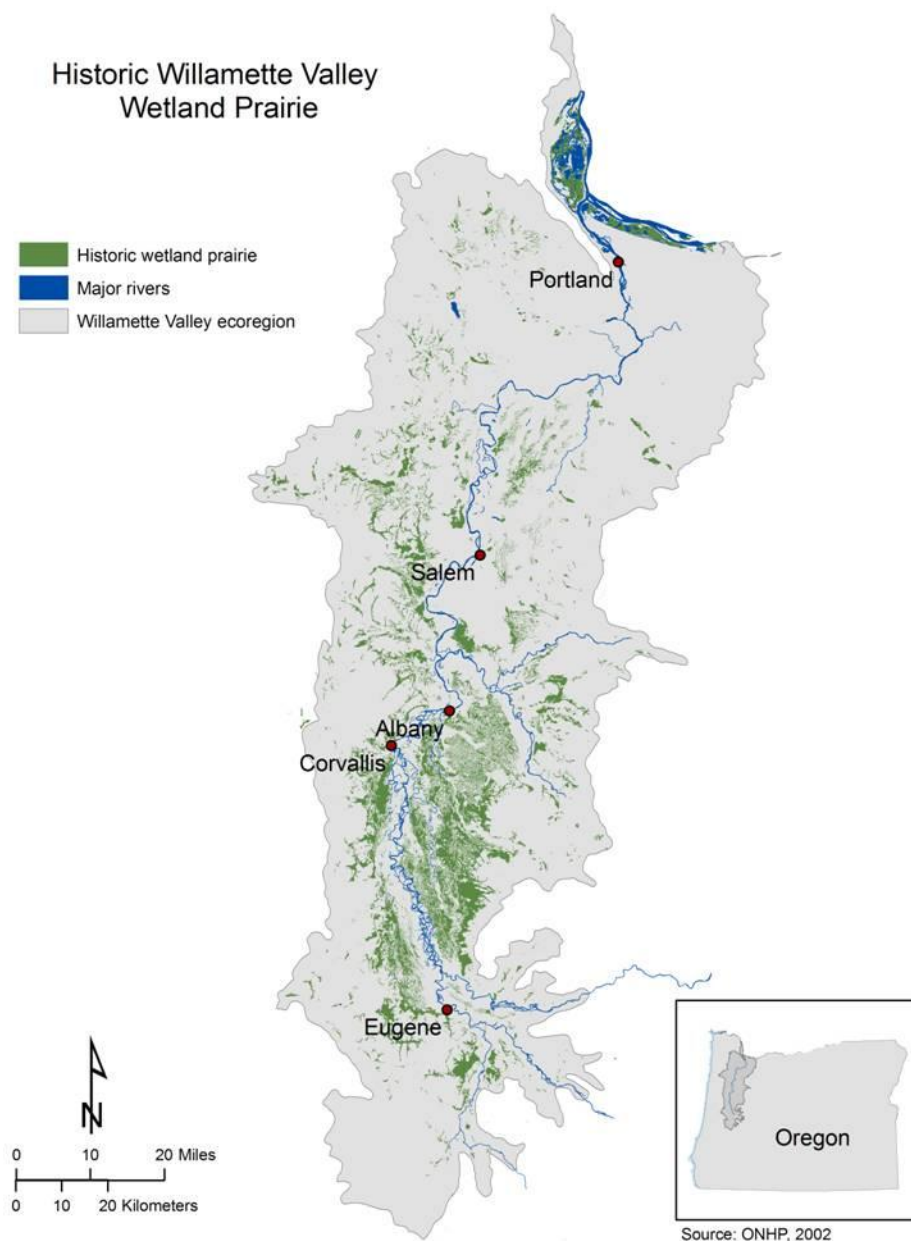 Historic Willamette Valley
Wetland Prairie
Historic wetland prairie
Major rivers
Willamette Valley ecoregion
Portland
Salem
Albany
Corvallis
Eugene
N
0 10 20 Miles
0 10 20 Kilometers
Oregon
Source: ONHP, 2002